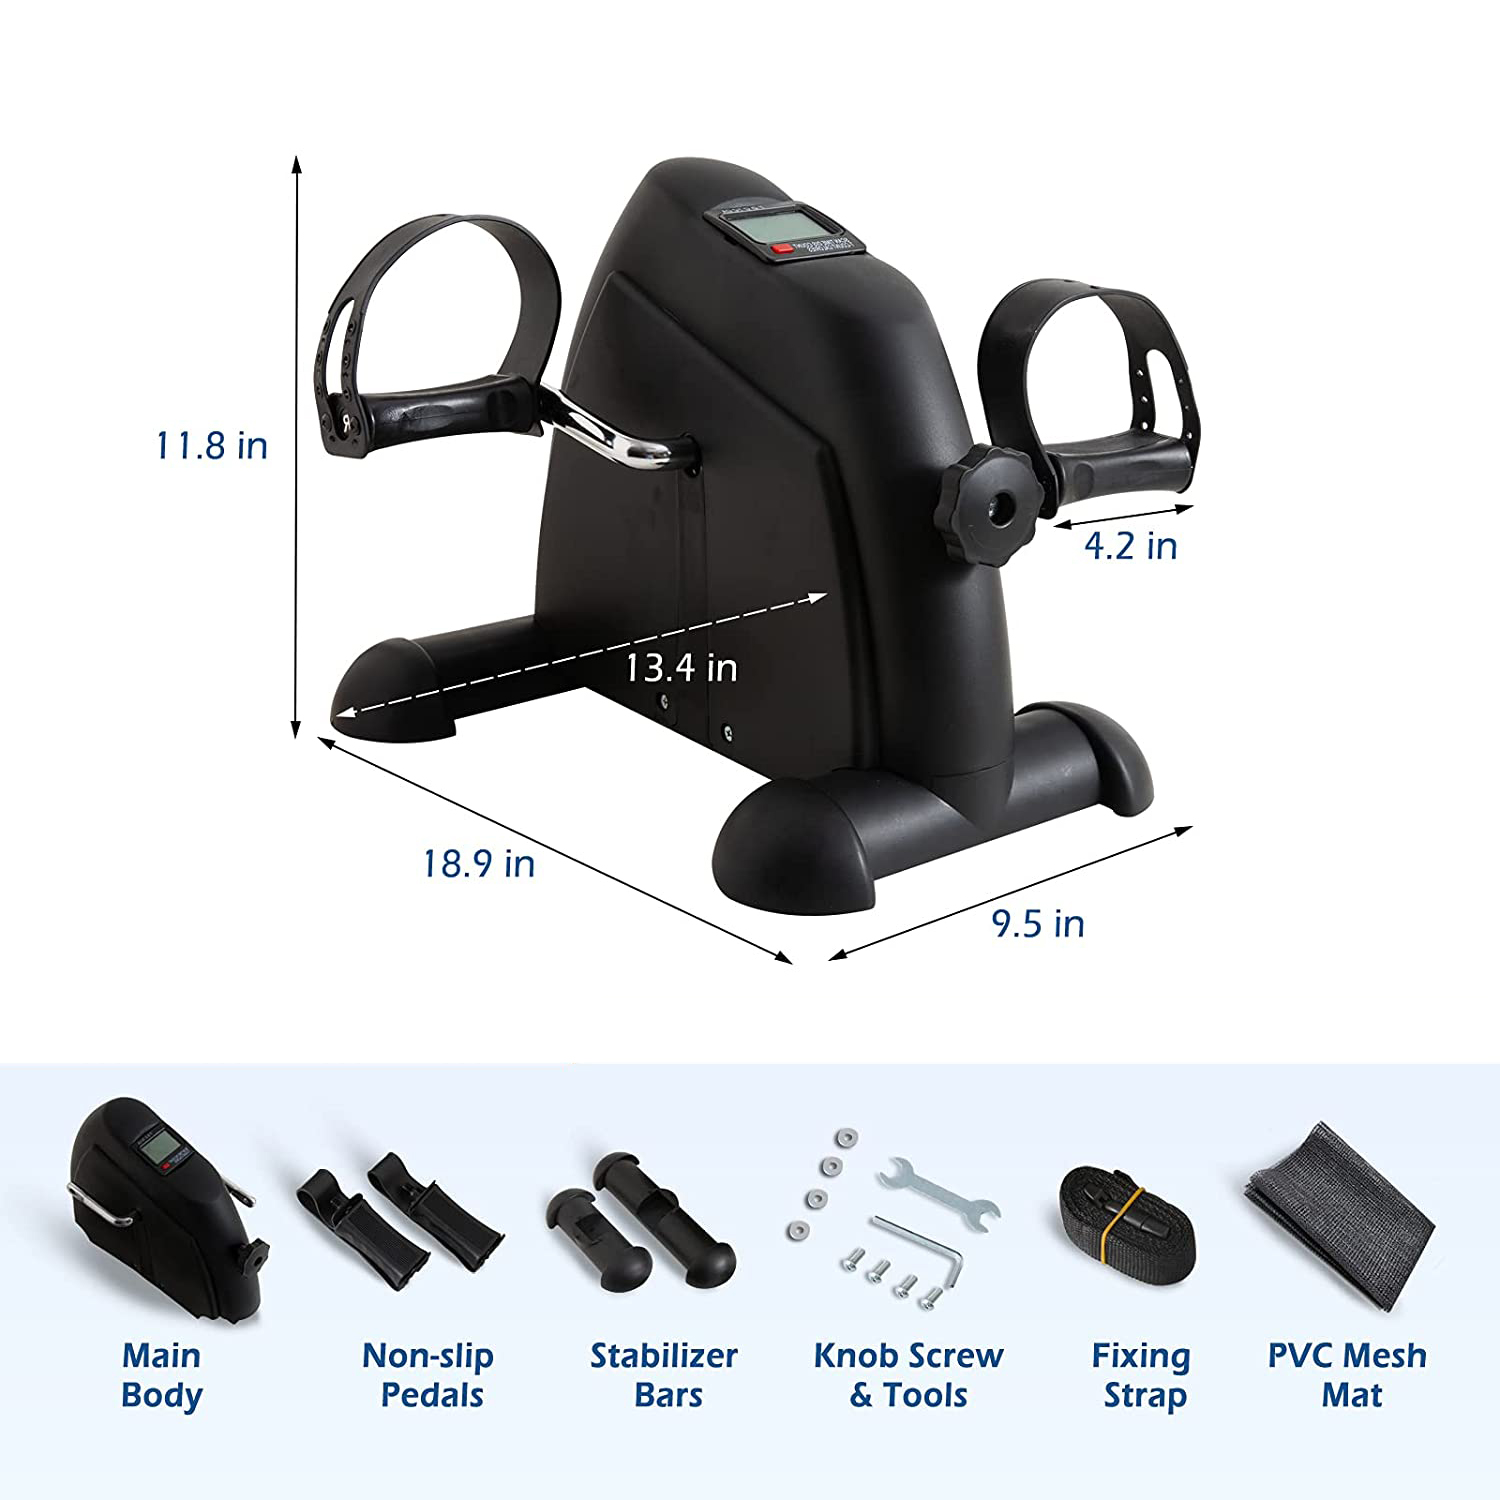 11.8 in
R
4.2 in
13.4 in
18.9 in
9.5 in
Main
Body
Non-slip
Pedals
Stabilizer
Bars
Knob Screw
& Tools
Fixing
Strap
PVC Mesh
Mat